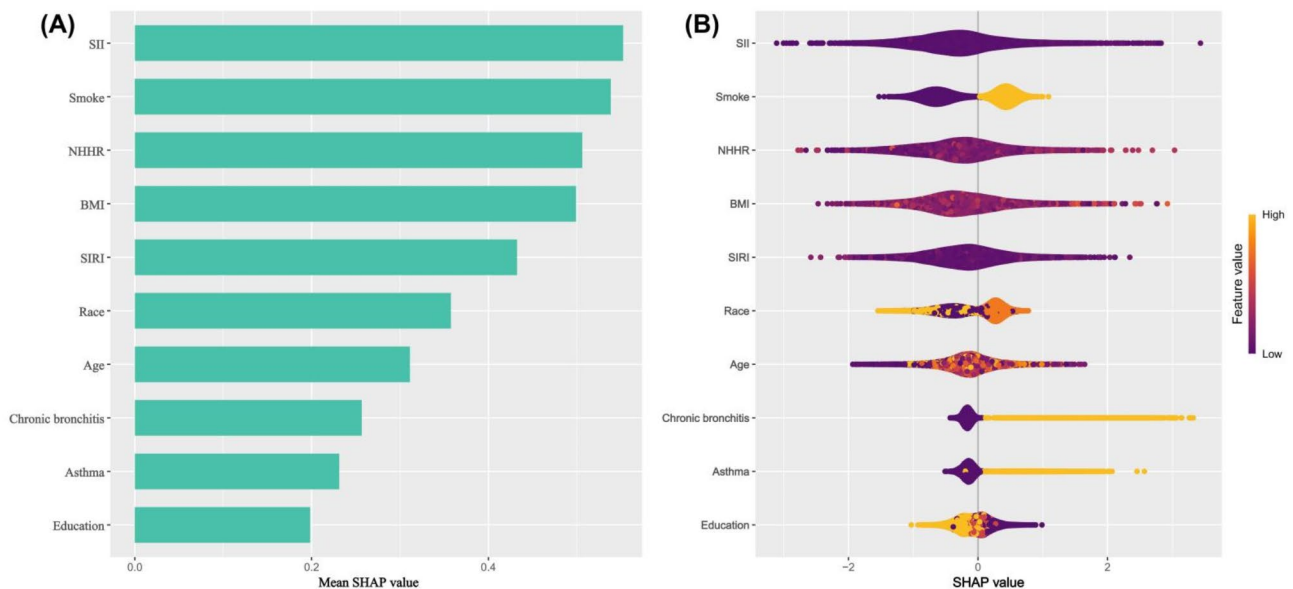 (A)
SII
Smoke
NHHR
BMI
SIRI
Race
Age
Chronic bronchitis
Asthma
Education
0.0 0.2 0.4
Mean SHAP value
(B)
SII
Smoke
NHHR
BMI
SIRI
Race
Age
Chronic bronchitis
Asthma
Education
−2 0 2
SHAP value
High
Low
Feature value